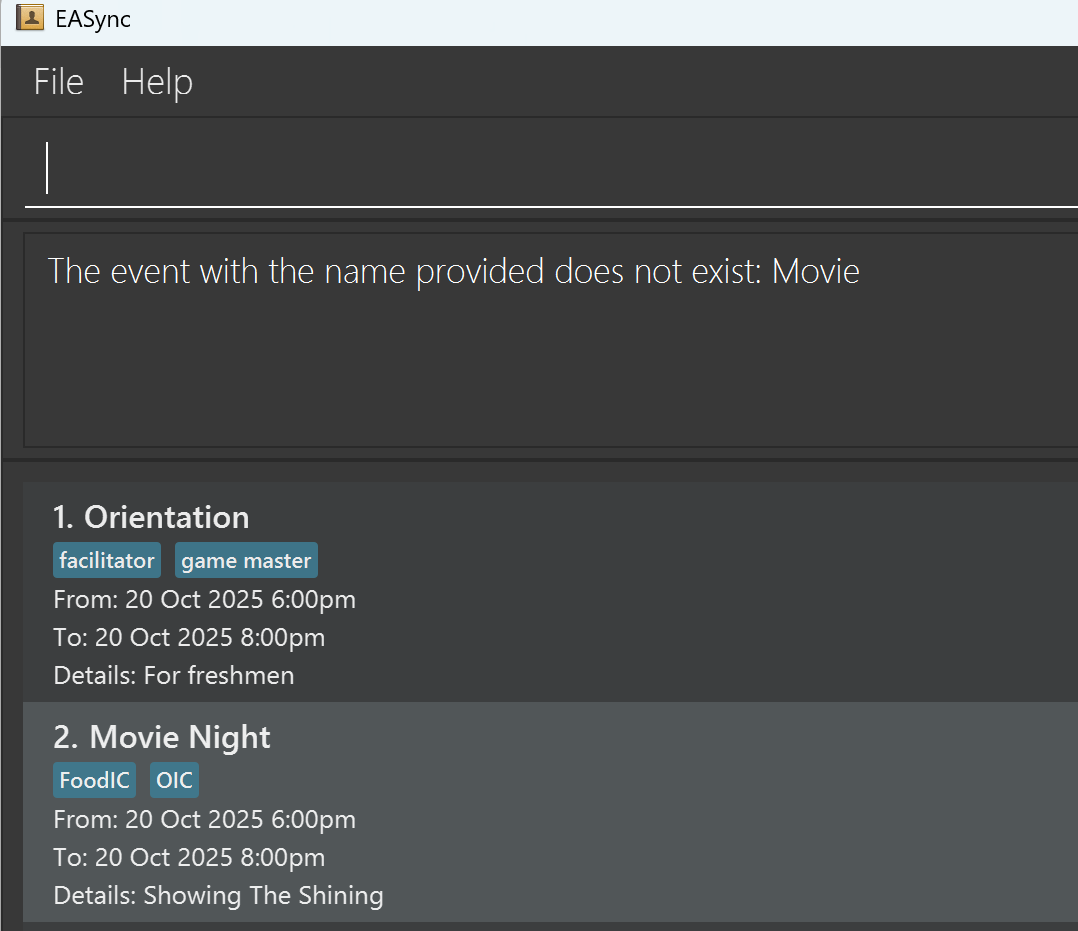 EASync
File Help
The event with the name provided does not exist: Movie
1. Orientation
facilitator game master
From: 20 Oct 2025 6:00pm
To: 20 Oct 2025 8:00pm
Details: For freshmen
2. Movie Night
FoodIC OIC
From: 20 Oct 2025 6:00pm
To: 20 Oct 2025 8:00pm
Details: Showing The Shining